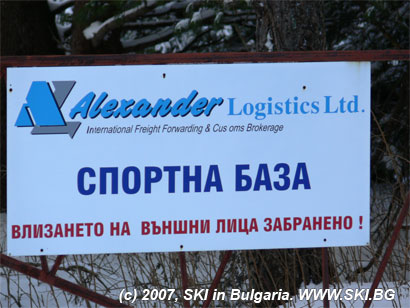 Alexander Logistics Ltd.
International Freight Forwarding & Cus oms Brokerage
СПОРТНА БАЗА
ВЛИЗАНЕТО НА ВЪНШНИ ЛИЦА ЗАБРАНЕНО !
(c) 2007, SKI in Bulgaria. WWW.SKI.BG